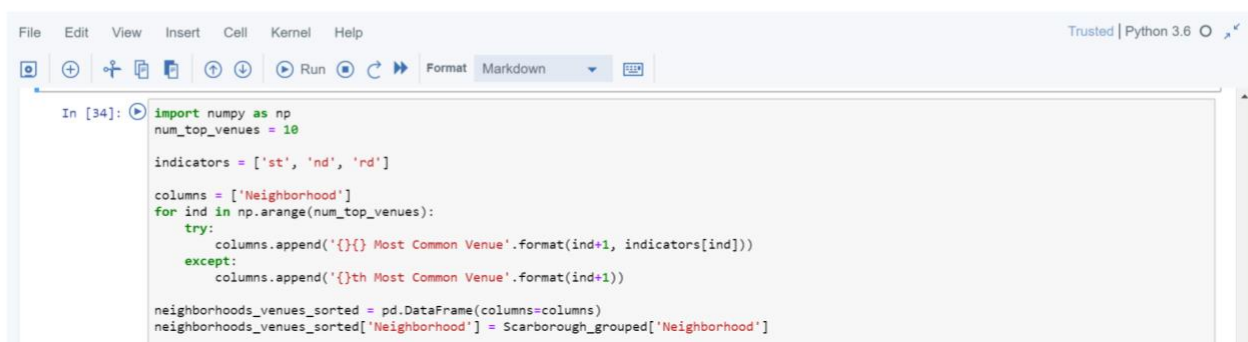 File Edit View Insert Cell Kernel Help Trusted | Python 3.6
Run Format Markdown
In [34]: import numpy as np
num_top_venues = 10
indicators = ['st', 'nd', 'rd']
columns = ['Neighborhood']
for ind in np.arange(num_top_venues):
    try:
        columns.append('{}{} Most Common Venue'.format(ind+1, indicators[ind]))
    except:
        columns.append('{}th Most Common Venue'.format(ind+1))
neighborhoods_venues_sorted = pd.DataFrame(columns=columns)
neighborhoods_venues_sorted['Neighborhood'] = Scarborough_grouped['Neighborhood']